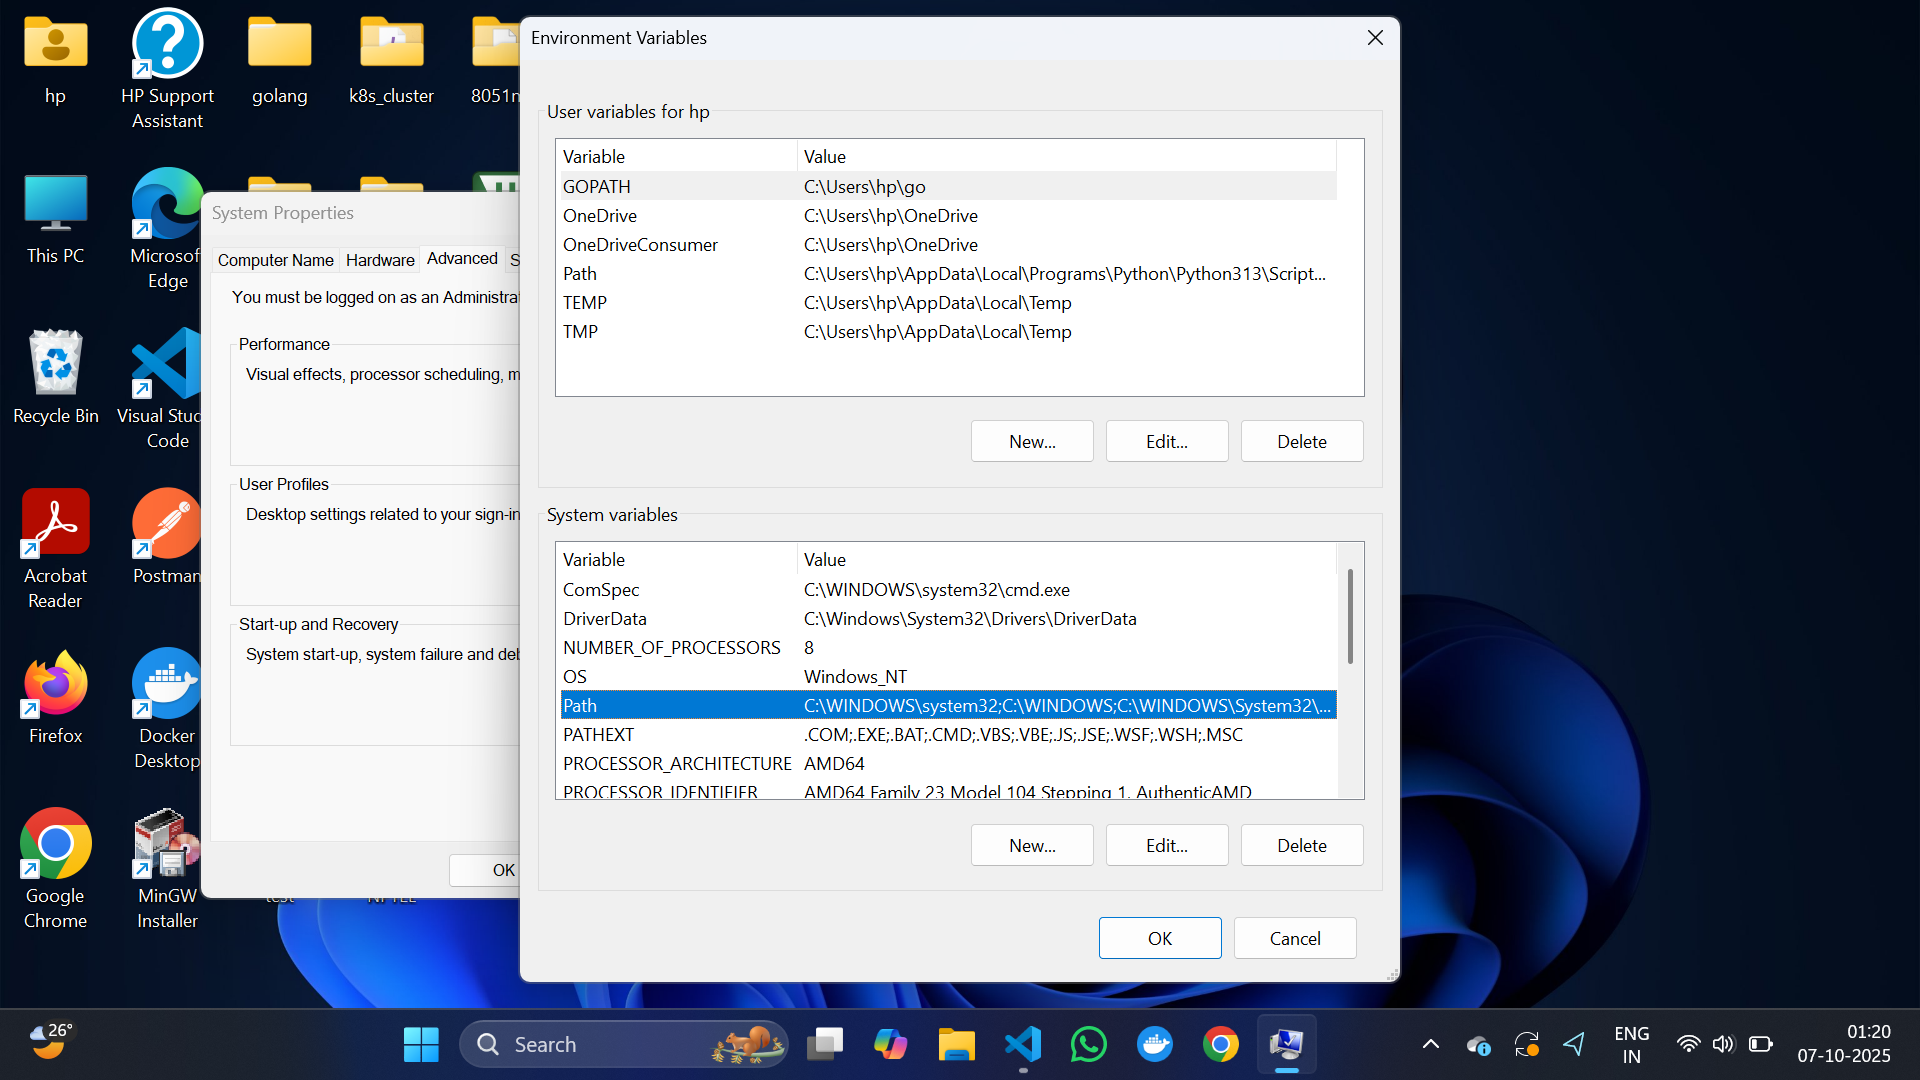 hp
HP Support
Assistant
golang
k8s_cluster
This PC
Microsof
Edge
Recycle Bin
Visual Stud
Code
Acrobat
Reader
Postman
Firefox
Docker
Desktop
Google
Chrome
MinGW
Installer
System Properties
Computer Name
Hardware
Advanced
You must be logged on as an Administrat
Performance
Visual effects, processor scheduling, m
User Profiles
Desktop settings related to your sign-in
Start-up and Recovery
System start-up, system failure and deb
OK
Environment Variables
User variables for hp
Variable Value
GOPATH C:\Users\hp\go
OneDrive C:\Users\hp\OneDrive
OneDriveConsumer C:\Users\hp\OneDrive
Path C:\Users\hp\AppData\Local\Programs\Python\Python313\Script...
TEMP C:\Users\hp\AppData\Local\Temp
TMP C:\Users\hp\AppData\Local\Temp
New... Edit... Delete
System variables
Variable Value
ComSpec C:\WINDOWS\system32\cmd.exe
DriverData C:\Windows\System32\Drivers\DriverData
NUMBER_OF_PROCESSORS 8
OS Windows_NT
Path C:\WINDOWS\system32;C:\WINDOWS;C:\WINDOWS\System32\...
PATHEXT .COM;.EXE;.BAT;.CMD;.VBS;.VBE;.JS;.JSE;.WSF;.WSH;.MSC
PROCESSOR_ARCHITECTURE AMD64
PROCESSOR_IDENTIFIER AMD64 Family 23 Model 104 Stepping 1, AuthenticAMD
New... Edit... Delete
OK Cancel
26°
Search
ENG
IN
01:20
07-10-2025